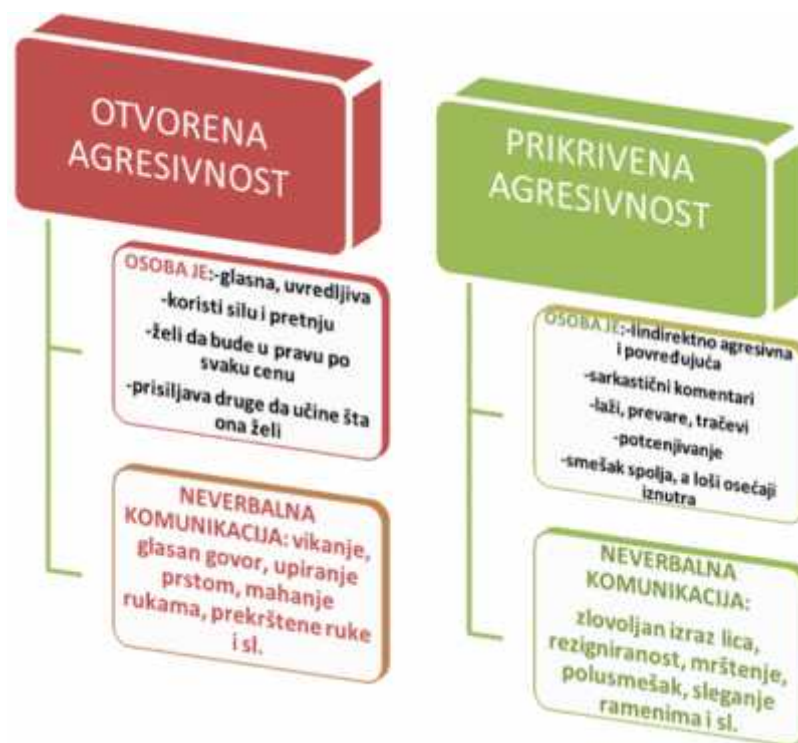 OTVORENA
AGRESIVNOST
OSOBA JE:-glasna, uvredljiva
-koristi silu i pretnju
-želi da bude u pravu po
svaku cenu
-prisiljava druge da učine šta
ona želi
NEVERBALNA
KOMUNIKACIJA: vikanje,
glasan govor, upiranje
prstom, mahanje
rukama, prekrštene ruke
i sl.
PRIKRIVENA
AGRESIVNOST
OSOBA JE:-Iindirektno agresivna
i povređujuća
-sarkastični komentari
-laži, prevare, tračevi
-potcenjivanje
-smešak spolja, a loši osećaji
iznutra
NEVERBALNA
KOMUNIKACIJA:
zlovoljan izraz lica,
rezigniranost, mrštenje,
polusmešak, sleganje
ramenima i sl.